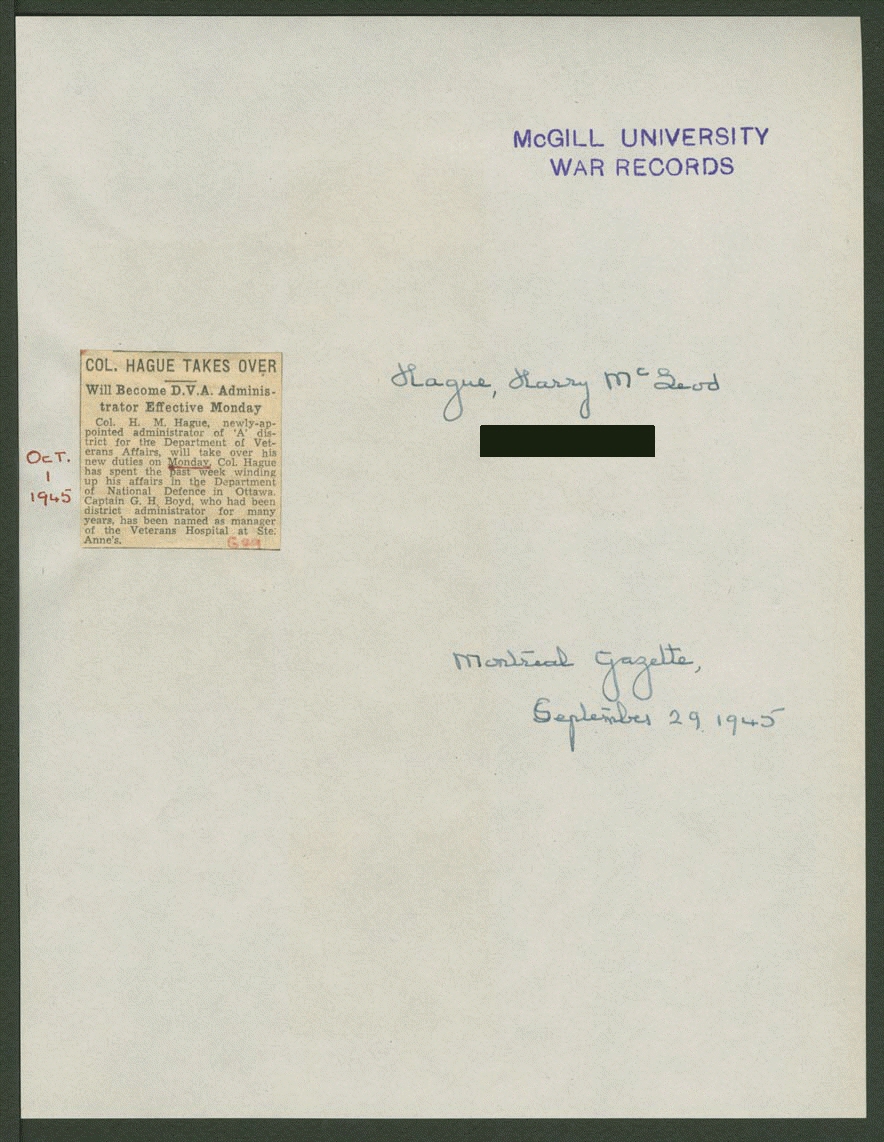 McGILL UNIVERSITY
WAR RECORDS
COL. HAGUE TAKES OVER
Will Become D.V.A. Adminis-
trator Effective Monday
Col. H. M. Hague, newly-ap-
pointed administrator of 'A' dis-
trict for the Department of Vet-
erans Affairs, will take over his
new duties on Monday. Col. Hague
has spent the past week winding
up his affairs in the Department
of National Defence in Ottawa.
Captain G. H. Boyd, who had been
district administrator for many
years, has been named as manager
of the Veterans Hospital at Ste.
Anne's.
OCT.
1
1945
Hague, Harry McLeod
Montreal Gazette,
September 29 1945